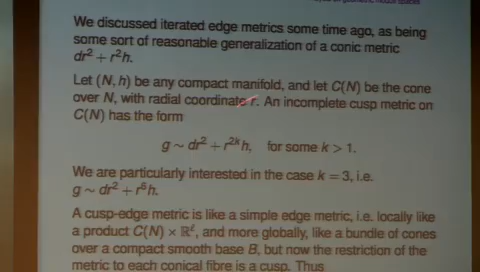 We discussed iterated edge metrics some time ago, as being
some sort of reasonable generalization of a conic metric
dr² + r²h.
Let (N, h) be any compact manifold, and let C(N) be the cone
over N, with radial coordinate r. An incomplete cusp metric on
C(N) has the form
g ~ dr² + r²ᵏh, for some k > 1.
We are particularly interested in the case k = 3, i.e.
g ~ dr² + r⁶h.
A cusp-edge metric is like a simple edge metric, i.e. locally like
a product C(N) × ℝ^ℓ, and more globally, like a bundle of cones
over a compact smooth base B, but now the restriction of the
metric to each conical fibre is a cusp. Thus